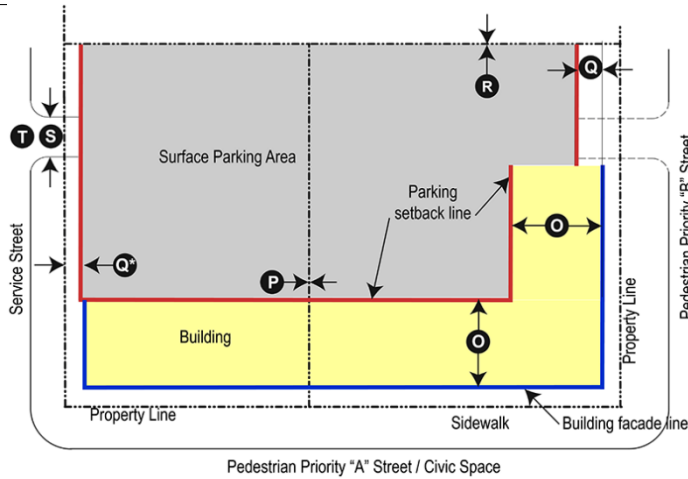 R
Q
T S
Surface Parking Area
Parking
setback line
O
Pedestrian Priority "B" Street
Service Street
Q*
P
Building
O
Property Line
Property Line
Sidewalk
Building facade line
Pedestrian Priority “A” Street / Civic Space